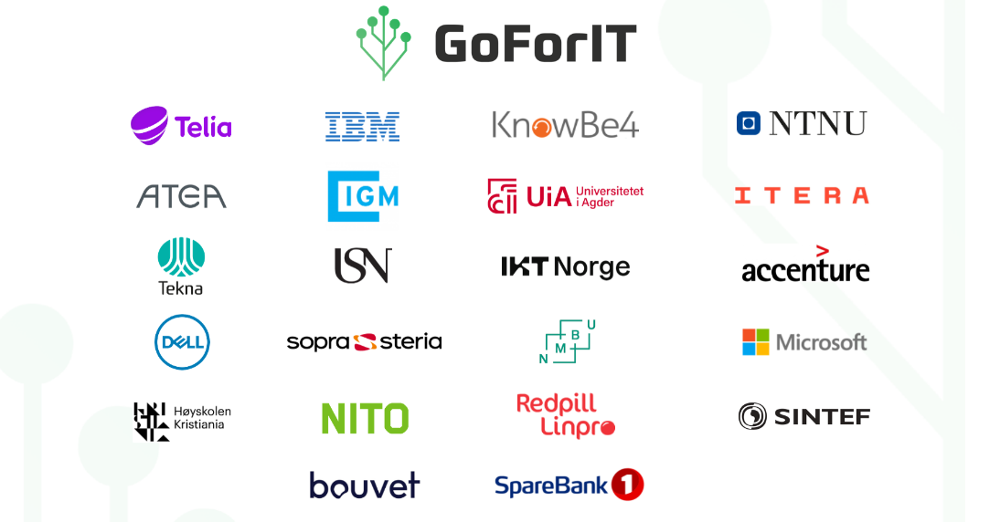 GoForIT
Telia
IBM
KnowBe4
NTNU
ATEA
IGM
UiA Universitetet
i Agder
ITERA
Tekna
USN
IKT Norge
accenture
DELL
sopra steria
NMBU
Microsoft
Høyskolen
Kristiania
NITO
Redpill
Linpro
SINTEF
bouvet
SpareBank 1